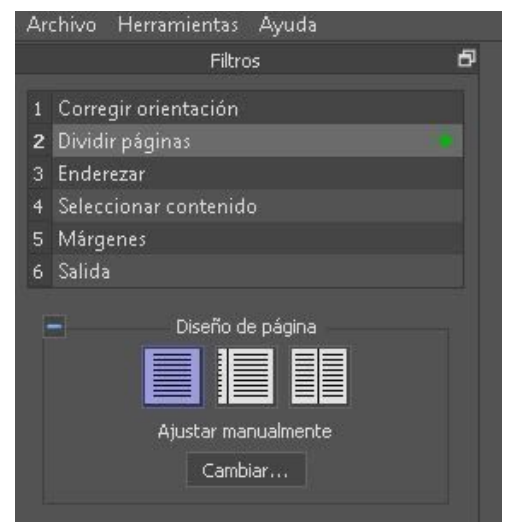 Archivo Herramientas Ayuda
Filtros
1 Corregir orientación
2 Dividir páginas
3 Enderezar
4 Seleccionar contenido
5 Márgenes
6 Salida
Diseño de página
Ajustar manualmente
Cambiar...